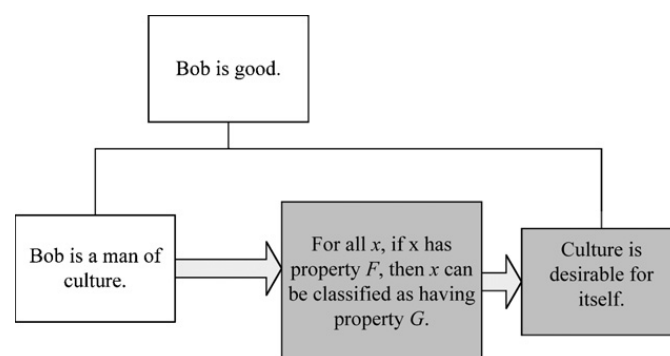 Bob is good.
Bob is a man of
culture.
For all x, if x has
property F, then x can
be classified as having
property G.
Culture is
desirable for
itself.